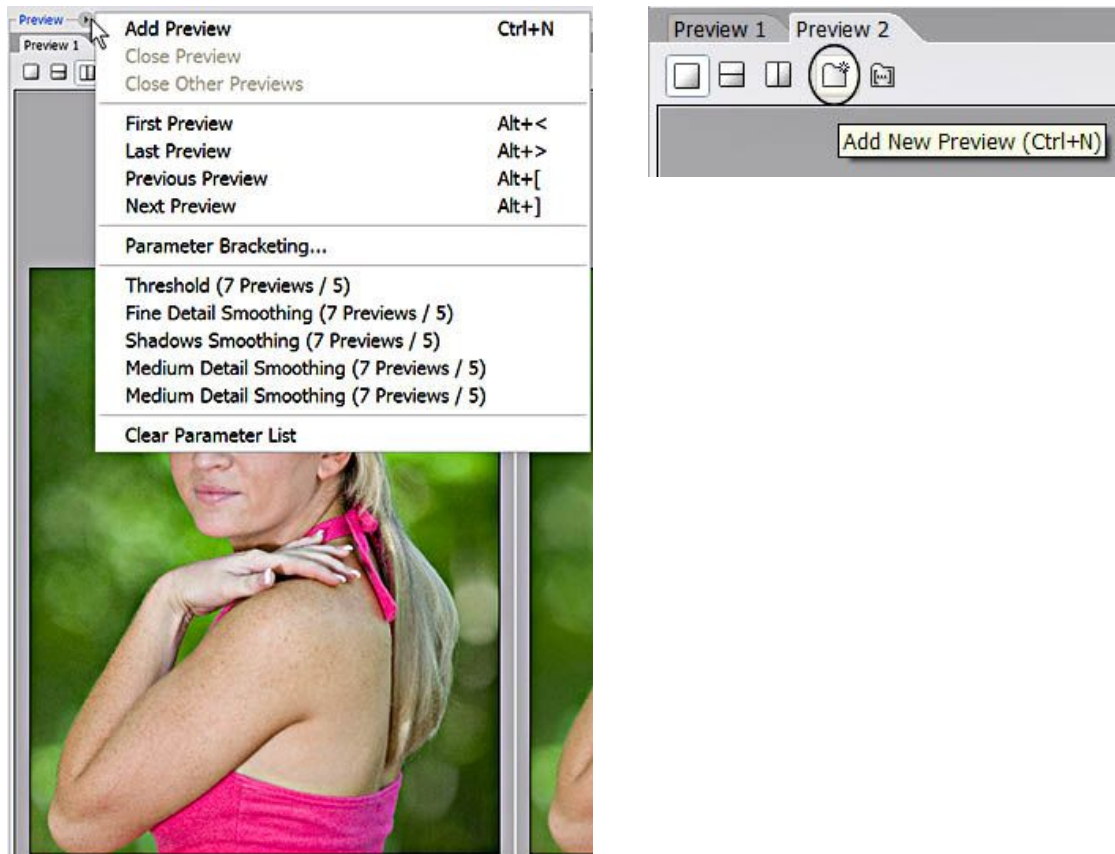 Preview
Preview 1
Add Preview Ctrl+N
Close Preview
Close Other Previews
First Preview Alt+<
Last Preview Alt+>
Previous Preview Alt+[
Next Preview Alt+]
Parameter Bracketing...
Threshold (7 Previews / 5)
Fine Detail Smoothing (7 Previews / 5)
Shadows Smoothing (7 Previews / 5)
Medium Detail Smoothing (7 Previews / 5)
Medium Detail Smoothing (7 Previews / 5)
Clear Parameter List
Preview 1 Preview 2
Add New Preview (Ctrl+N)